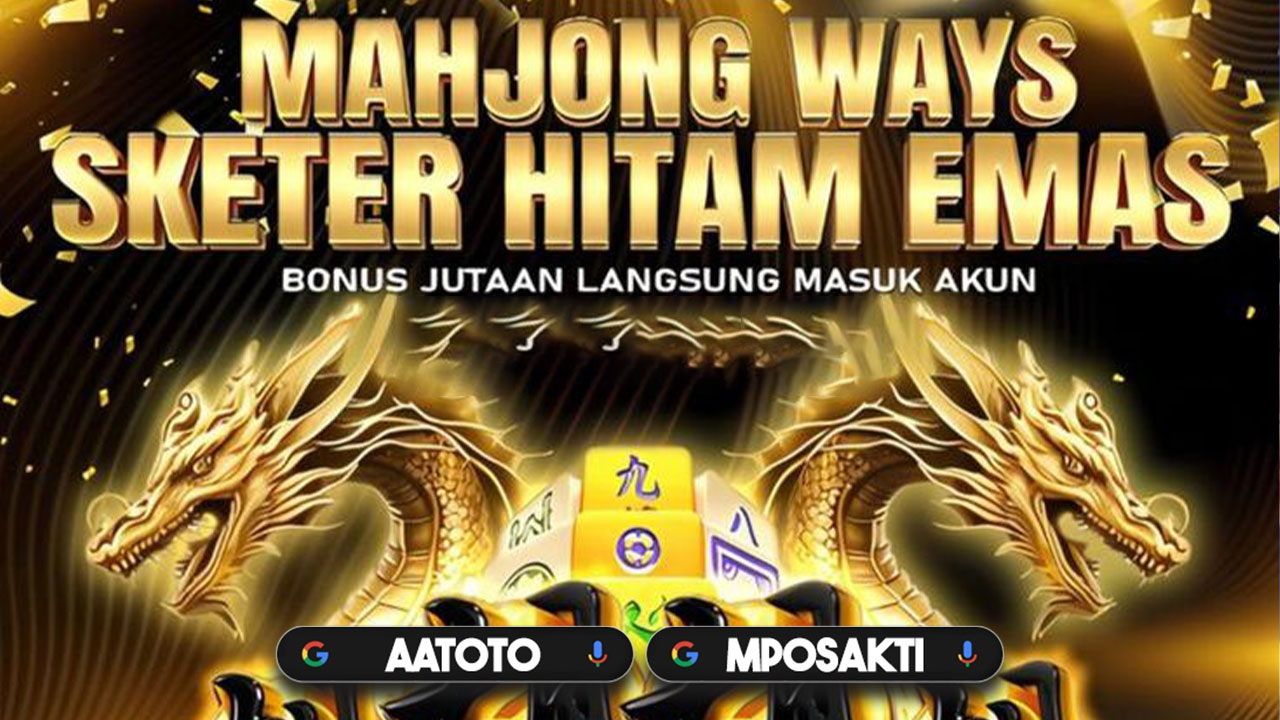 MAHJONG WAYS
SKETER HITAM EMAS
BONUS JUTAAN LANGSUNG MASUK AKUN
九
八
AATOTO
MPOSAKTI